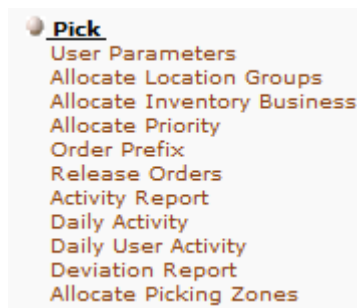 Pick
User Parameters
Allocate Location Groups
Allocate Inventory Business
Allocate Priority
Order Prefix
Release Orders
Activity Report
Daily Activity
Daily User Activity
Deviation Report
Allocate Picking Zones